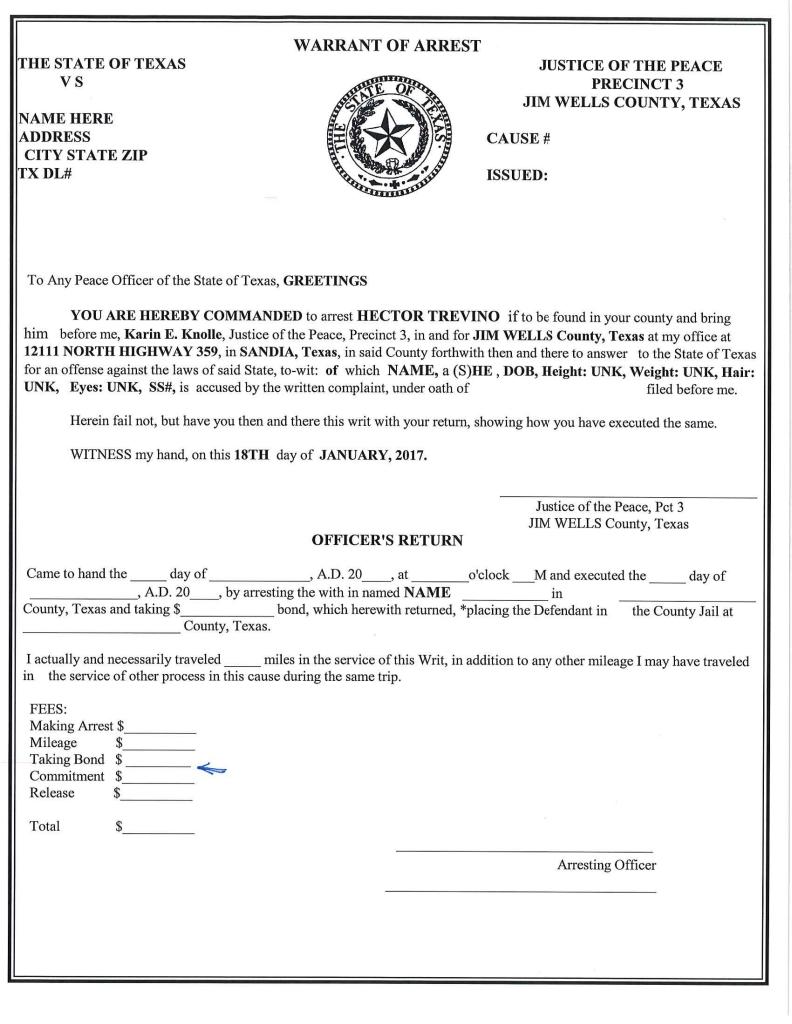 WARRANT OF ARREST
THE STATE OF TEXAS
V S
NAME HERE
ADDRESS
CITY STATE ZIP
TX DL#
THE STATE OF TEXAS
JUSTICE OF THE PEACE
PRECINCT 3
JIM WELLS COUNTY, TEXAS
CAUSE #
ISSUED:
To Any Peace Officer of the State of Texas, GREETINGS
YOU ARE HEREBY COMMANDED to arrest HECTOR TREVINO if to be found in your county and bring
him before me, Karin E. Knolle, Justice of the Peace, Precinct 3, in and for JIM WELLS County, Texas at my office at
12111 NORTH HIGHWAY 359, in SANDIA, Texas, in said County forthwith then and there to answer to the State of Texas
for an offense against the laws of said State, to-wit: of which NAME, a (S)HE , DOB, Height: UNK, Weight: UNK, Hair:
UNK, Eyes: UNK, SS#, is accused by the written complaint, under oath of filed before me.
Herein fail not, but have you then and there this writ with your return, showing how you have executed the same.
WITNESS my hand, on this 18TH day of JANUARY, 2017.
Justice of the Peace, Pct 3
JIM WELLS County, Texas
OFFICER'S RETURN
Came to hand the _____ day of ______________, A.D. 20____, at ________o'clock ___M and executed the _____ day of
_______________, A.D. 20____, by arresting the with in named NAME ____________ in ___________________
County, Texas and taking $_____________ bond, which herewith returned, *placing the Defendant in the County Jail at
______________________ County, Texas.
I actually and necessarily traveled _____ miles in the service of this Writ, in addition to any other mileage I may have traveled
in the service of other process in this cause during the same trip.
FEES:
Making Arrest $__________
Mileage $__________
Taking Bond $ _________
Commitment $__________
Release $__________
Total $__________
Arresting Officer